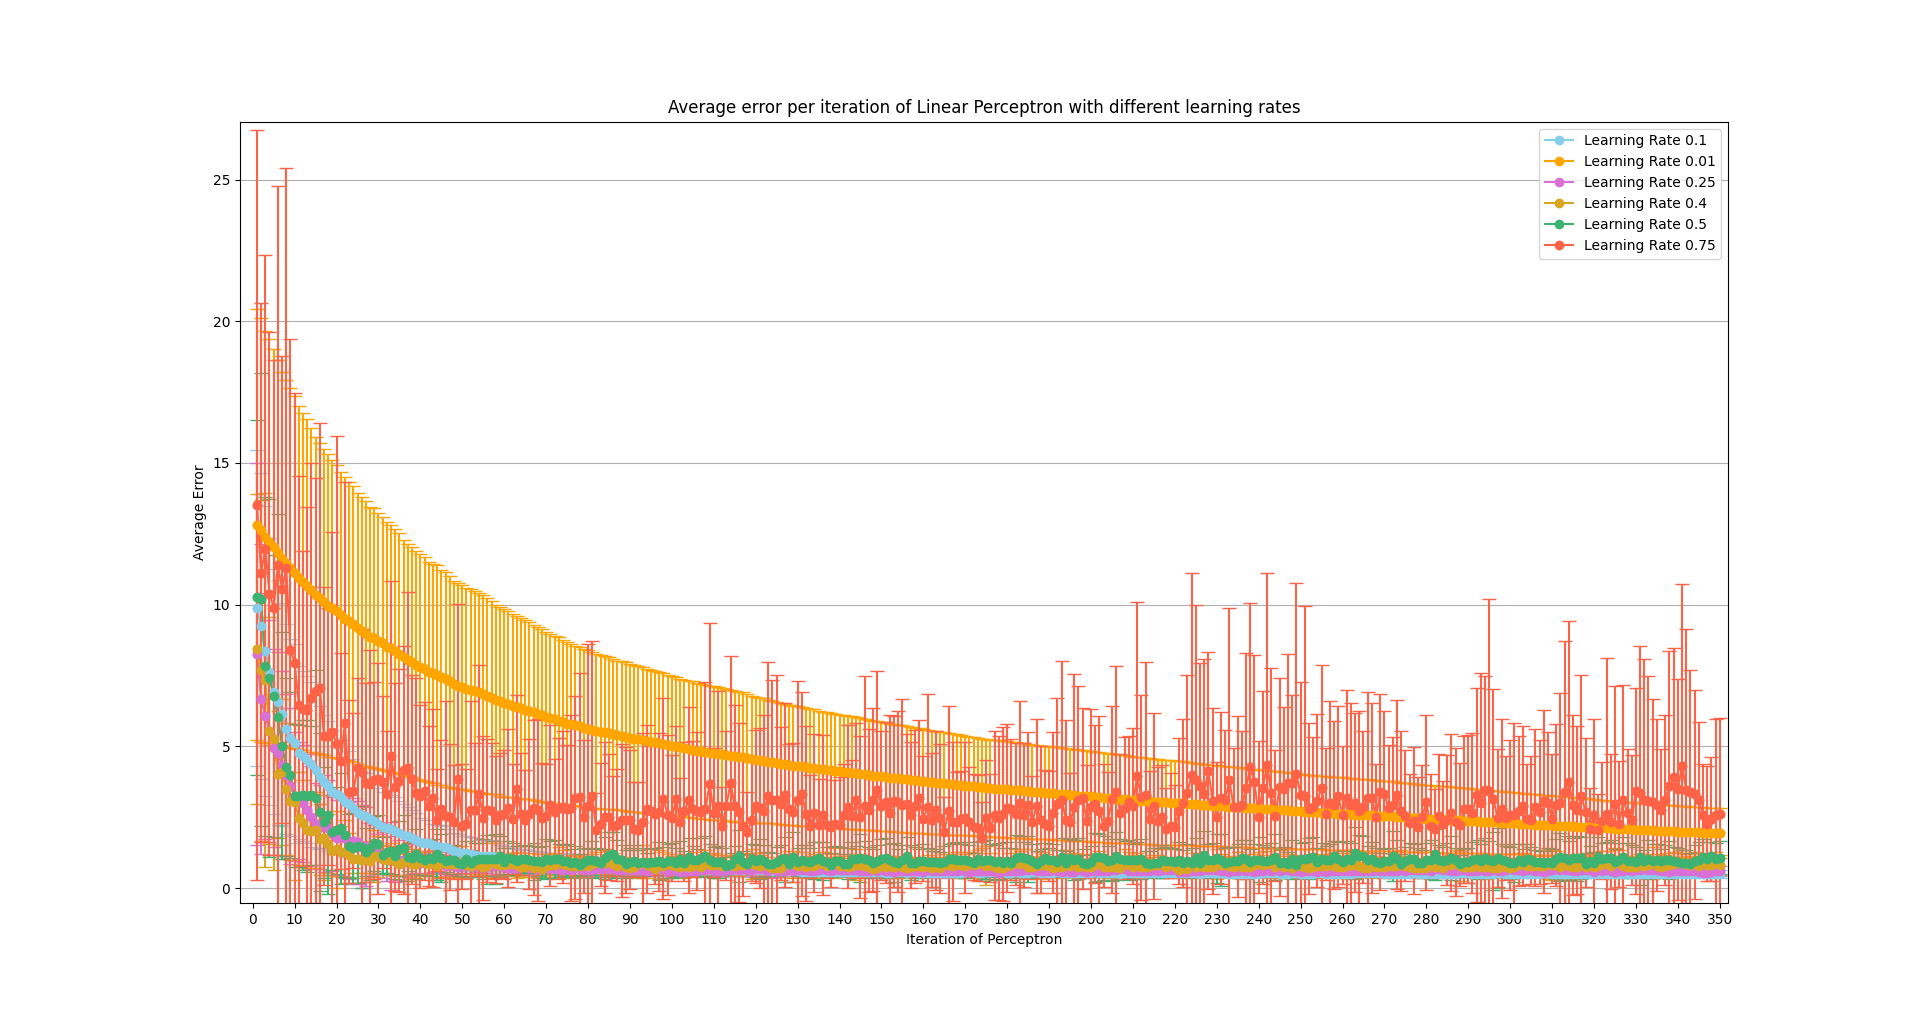 Average error per iteration of Linear Perceptron with different learning rates
Learning Rate 0.1
Learning Rate 0.01
Learning Rate 0.25
Learning Rate 0.4
Learning Rate 0.5
Learning Rate 0.75
Average Error
25
20
15
10
5
0
0 10 20 30 40 50 60 70 80 90 100 110 120 130 140 150 160 170 180 190 200 210 220 230 240 250 260 270 280 290 300 310 320 330 340 350
Iteration of Perceptron